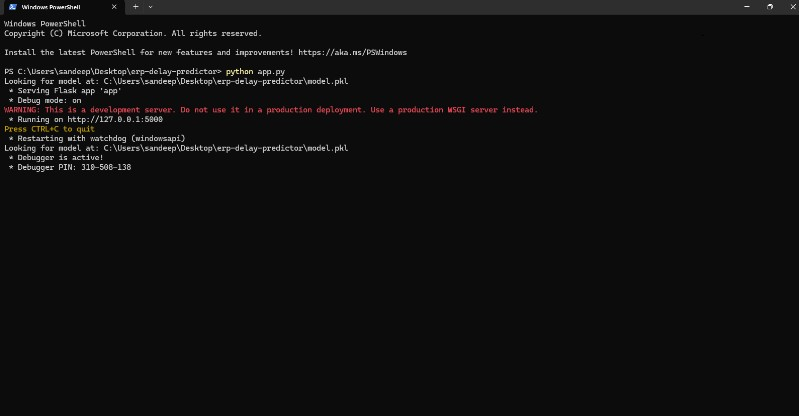 Windows PowerShell
Windows PowerShell
Copyright (C) Microsoft Corporation. All rights reserved.
Install the latest PowerShell for new features and improvements! https://aka.ms/PSWindows
PS C:\Users\sandeep\Desktop\erp-delay-predictor> python app.py
Looking for model at: C:\Users\sandeep\Desktop\erp-delay-predictor\model.pkl
 * Serving Flask app 'app'
 * Debug mode: on
WARNING: This is a development server. Do not use it in a production deployment. Use a production WSGI server instead.
 * Running on http://127.0.0.1:5000
Press CTRL+C to quit
 * Restarting with watchdog (windowsapi)
Looking for model at: C:\Users\sandeep\Desktop\erp-delay-predictor\model.pkl
 * Debugger is active!
 * Debugger PIN: 310-508-138